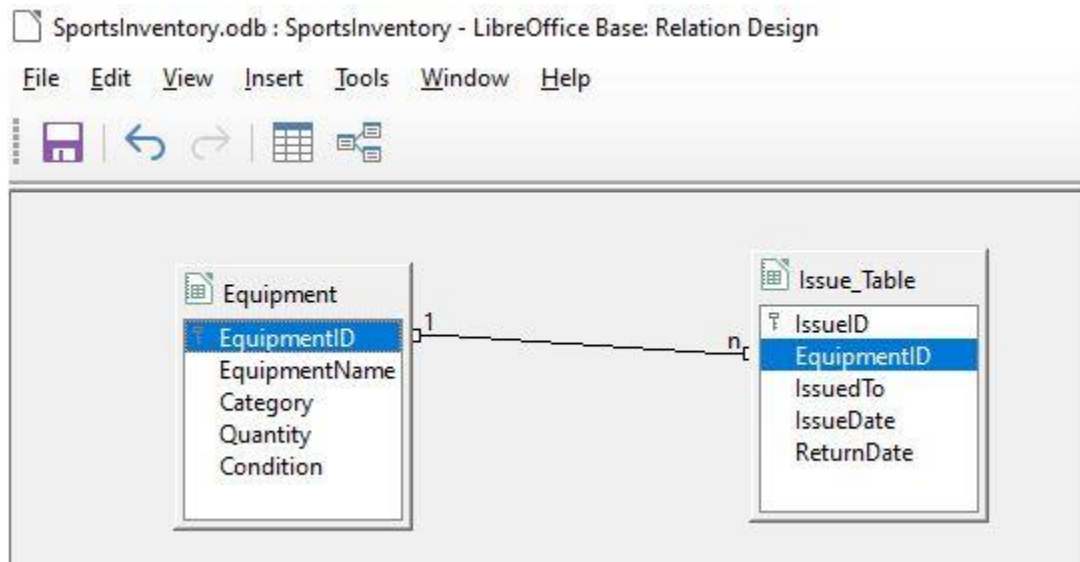 SportsInventory.odb : SportsInventory - LibreOffice Base: Relation Design
File Edit View Insert Tools Window Help
Equipment
EquipmentID
EquipmentName
Category
Quantity
Condition
1
n
Issue_Table
IssueID
EquipmentID
IssuedTo
IssueDate
ReturnDate